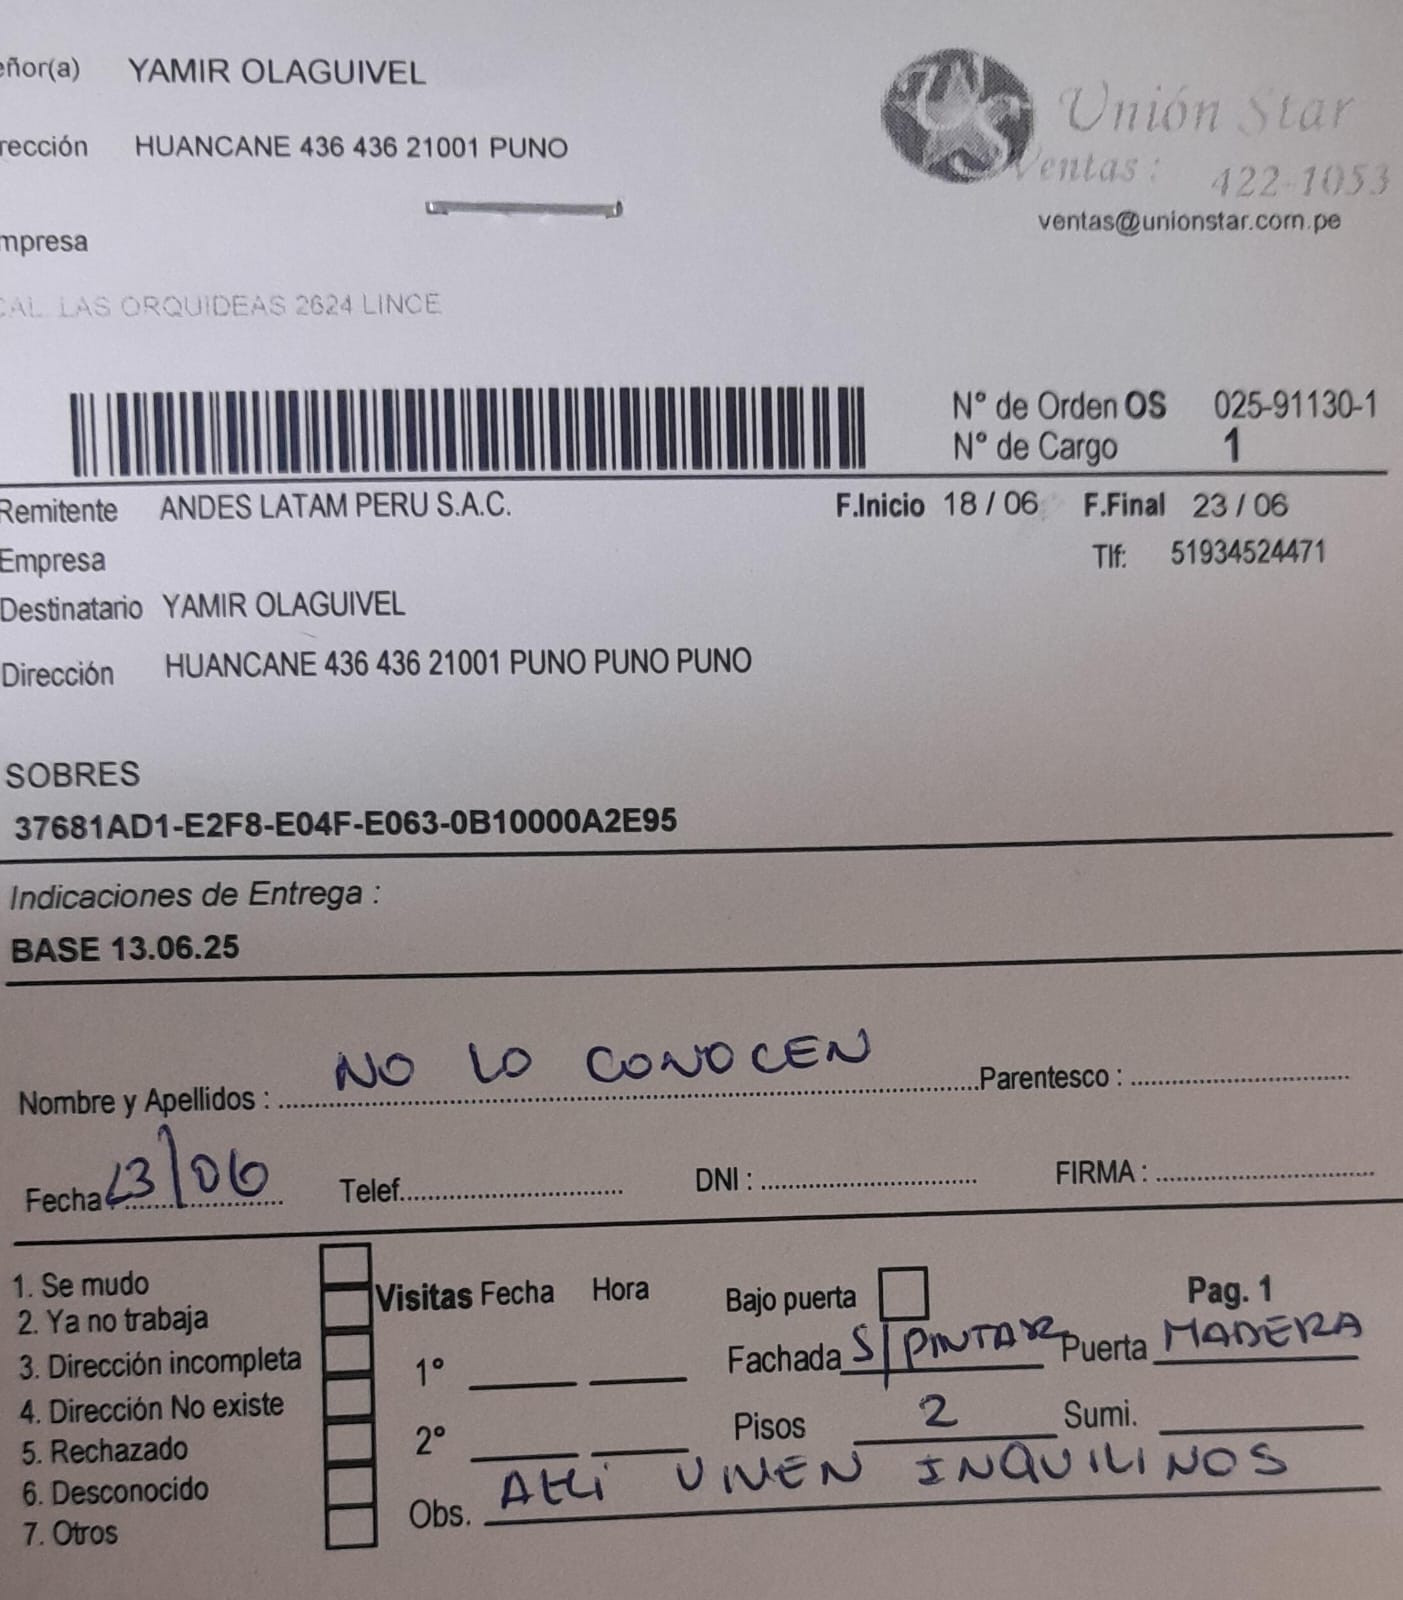 eñor(a) YAMIR OLAGUIVEL
rección HUANCANE 436 436 21001 PUNO
Unión Star
Ventas : 422-1053
ventas@unionstar.com.pe
mpresa
CAL. LAS ORQUIDEAS 2624 LINCE
N° de Orden OS 025-91130-1
N° de Cargo 1
Remitente ANDES LATAM PERU S.A.C. F.Inicio 18 / 06 F.Final 23 / 06
Empresa Tlf: 51934524471
Destinatario YAMIR OLAGUIVEL
Dirección HUANCANE 436 436 21001 PUNO PUNO PUNO
SOBRES
37681AD1-E2F8-E04F-E063-0B10000A2E95
Indicaciones de Entrega :
BASE 13.06.25
Nombre y Apellidos : NO LO CONOCEN Parentesco :
Fecha 23/06 Telef. DNI : FIRMA :
1. Se mudo
2. Ya no trabaja
3. Dirección incompleta
4. Dirección No existe
5. Rechazado
6. Desconocido
7. Otros
Visitas Fecha Hora
1°
2°
Bajo puerta Pag. 1
Fachada S/PINTAR Puerta MADERA
Pisos 2 Sumi.
Obs. ALLI VIVEN INQUILINOS